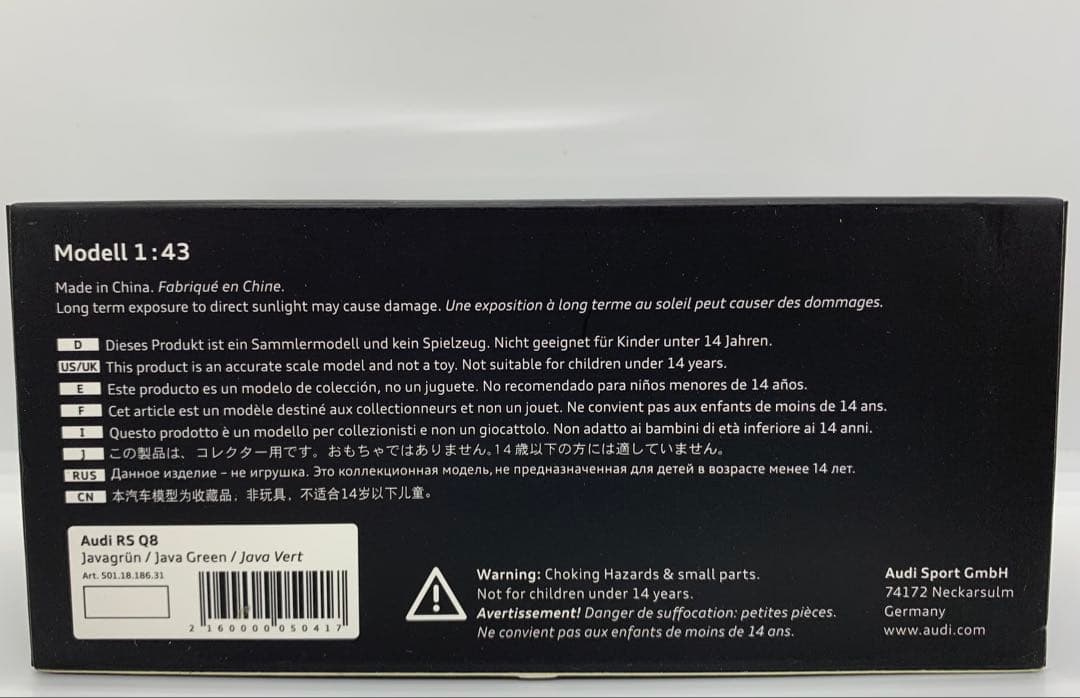 Modell 1:43
Made in China. Fabriqué en Chine.
Long term exposure to direct sunlight may cause damage. Une exposition à long terme au soleil peut causer des dommages.
D Dieses Produkt ist ein Sammlermodell und kein Spielzeug. Nicht geeignet für Kinder unter 14 Jahren.
US/UK This product is an accurate scale model and not a toy. Not suitable for children under 14 years.
E Este producto es un modelo de colección, no un juguete. No recomendado para niños menores de 14 años.
F Cet article est un modèle destiné aux collectionneurs et non un jouet. Ne convient pas aux enfants de moins de 14 ans.
I Questo prodotto è un modello per collezionisti e non un giocattolo. Non adatto ai bambini di età inferiore ai 14 anni.
J この製品は、コレクター用です。おもちゃではありません。14歳以下の方には適していません。
RUS Данное изделие – не игрушка. Это коллекционная модель, не предназначенная для детей в возрасте менее 14 лет.
CN 本汽车模型为收藏品，非玩具，不适合14岁以下儿童。
Audi RS Q8
Javagrün / Java Green / Java Vert
Art. 501.18.186.31
2 160000 050417
Warning: Choking Hazards & small parts.
Not for children under 14 years.
Avertissement! Danger de suffocation: petites pièces.
Ne convient pas aux enfants de moins de 14 ans.
Audi Sport GmbH
74172 Neckarsulm
Germany
www.audi.com